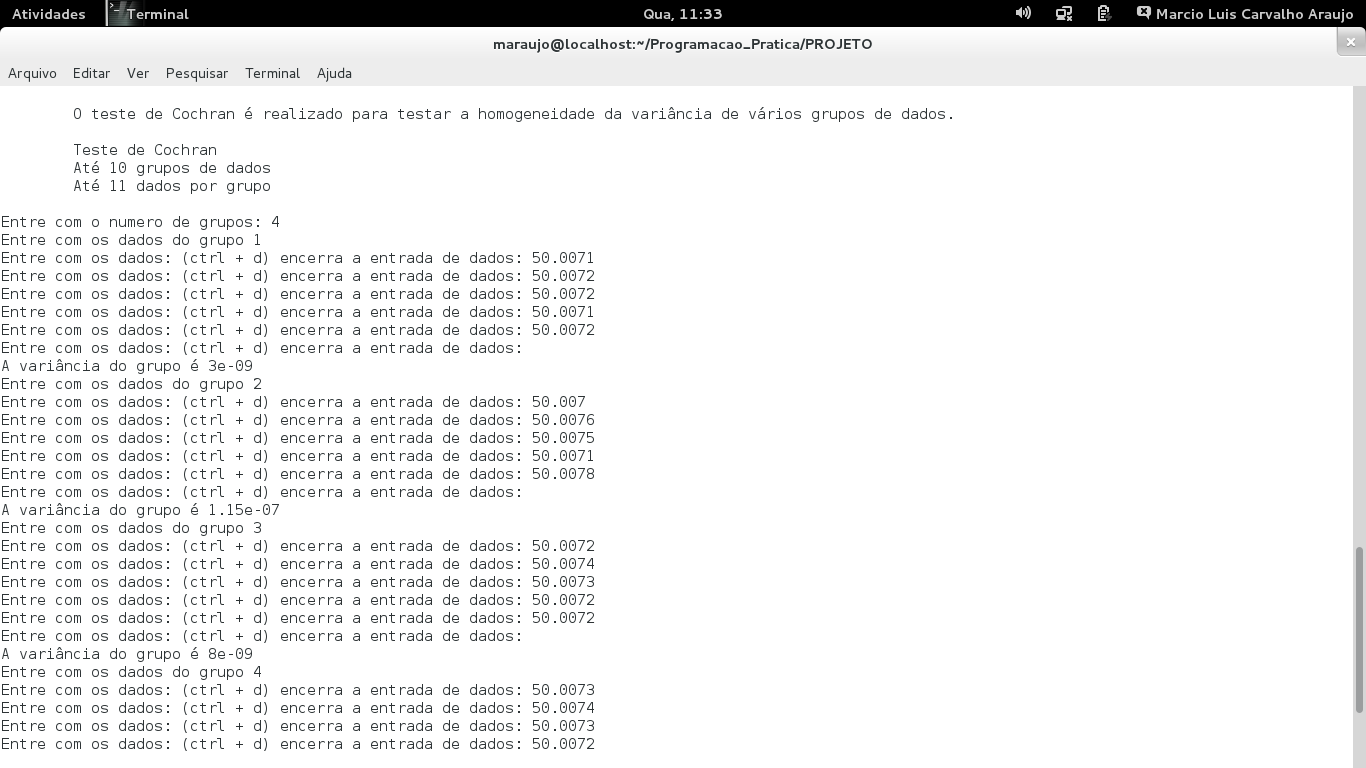 Atividades Terminal Qua, 11:33 Marcio Luis Carvalho Araujo
maraujo@localhost:~/Programacao_Pratica/PROJETO
Arquivo Editar Ver Pesquisar Terminal Ajuda
O teste de Cochran é realizado para testar a homogeneidade da variância de vários grupos de dados.
Teste de Cochran
Até 10 grupos de dados
Até 11 dados por grupo
Entre com o numero de grupos: 4
Entre com os dados do grupo 1
Entre com os dados: (ctrl + d) encerra a entrada de dados: 50.0071
Entre com os dados: (ctrl + d) encerra a entrada de dados: 50.0072
Entre com os dados: (ctrl + d) encerra a entrada de dados: 50.0072
Entre com os dados: (ctrl + d) encerra a entrada de dados: 50.0071
Entre com os dados: (ctrl + d) encerra a entrada de dados: 50.0072
Entre com os dados: (ctrl + d) encerra a entrada de dados:
A variância do grupo é 3e-09
Entre com os dados do grupo 2
Entre com os dados: (ctrl + d) encerra a entrada de dados: 50.007
Entre com os dados: (ctrl + d) encerra a entrada de dados: 50.0076
Entre com os dados: (ctrl + d) encerra a entrada de dados: 50.0075
Entre com os dados: (ctrl + d) encerra a entrada de dados: 50.0071
Entre com os dados: (ctrl + d) encerra a entrada de dados: 50.0078
Entre com os dados: (ctrl + d) encerra a entrada de dados:
A variância do grupo é 1.15e-07
Entre com os dados do grupo 3
Entre com os dados: (ctrl + d) encerra a entrada de dados: 50.0072
Entre com os dados: (ctrl + d) encerra a entrada de dados: 50.0074
Entre com os dados: (ctrl + d) encerra a entrada de dados: 50.0073
Entre com os dados: (ctrl + d) encerra a entrada de dados: 50.0072
Entre com os dados: (ctrl + d) encerra a entrada de dados: 50.0072
Entre com os dados: (ctrl + d) encerra a entrada de dados:
A variância do grupo é 8e-09
Entre com os dados do grupo 4
Entre com os dados: (ctrl + d) encerra a entrada de dados: 50.0073
Entre com os dados: (ctrl + d) encerra a entrada de dados: 50.0074
Entre com os dados: (ctrl + d) encerra a entrada de dados: 50.0073
Entre com os dados: (ctrl + d) encerra a entrada de dados: 50.0072